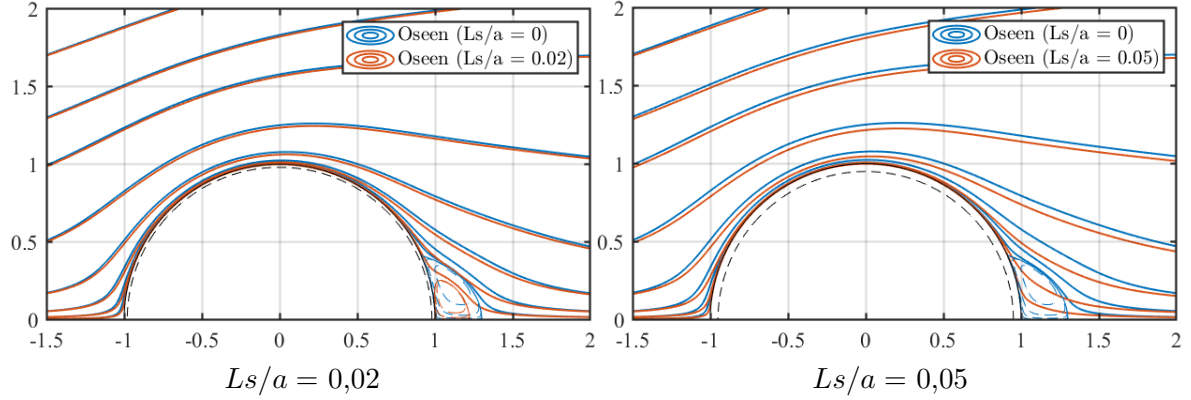 2
1.5
1
0.5
0
-1.5 -1 -0.5 0 0.5 1 1.5 2
Oseen (Ls/a = 0)
Oseen (Ls/a = 0.02)
Ls/a = 0,02
2
1.5
1
0.5
0
-1.5 -1 -0.5 0 0.5 1 1.5 2
Oseen (Ls/a = 0)
Oseen (Ls/a = 0.05)
Ls/a = 0,05